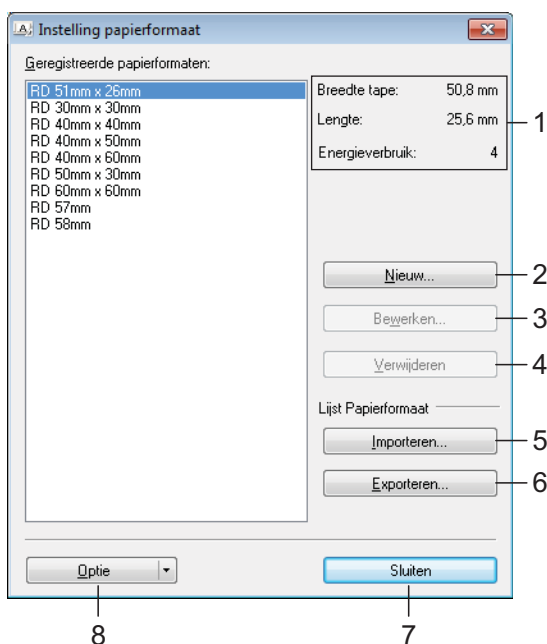 Instelling papierformaat
Geregistreerde papierformaten:
RD 51mm x 26mm
RD 30mm x 30mm
RD 40mm x 40mm
RD 40mm x 50mm
RD 40mm x 60mm
RD 50mm x 30mm
RD 60mm x 60mm
RD 57mm
RD 58mm
Breedte tape: 50,8 mm
Lengte: 25,6 mm
Energieverbruik: 4
1
Nieuw... 2
Bewerken... 3
Verwijderen 4
Lijst Papierformaat
Importeren... 5
Exporteren... 6
Optie
Sluiten
8
7